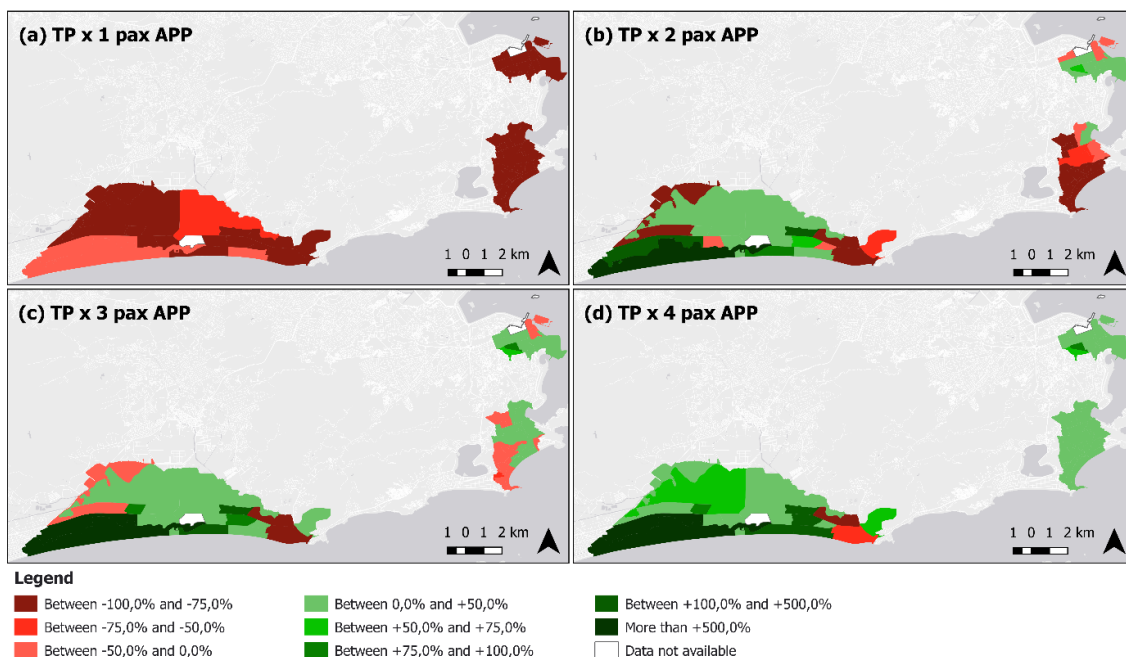 (a) TP x 1 pax APP
1 0 1 2 km
(b) TP x 2 pax APP
1 0 1 2 km
(c) TP x 3 pax APP
1 0 1 2 km
(d) TP x 4 pax APP
1 0 1 2 km
Legend
Between -100,0% and -75,0%
Between -75,0% and -50,0%
Between -50,0% and 0,0%
Between 0,0% and +50,0%
Between +50,0% and +75,0%
Between +75,0% and +100,0%
Between +100,0% and +500,0%
More than +500,0%
Data not available